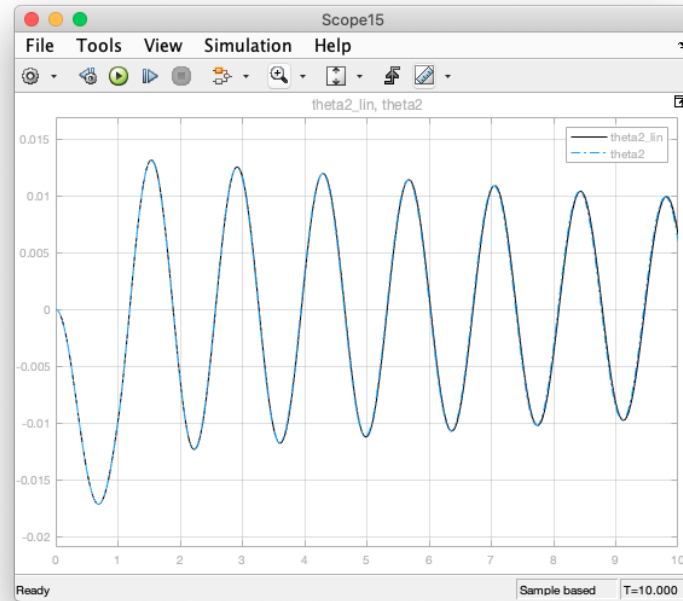 Scope15
File Tools View Simulation Help
theta2_lin, theta2
theta2_lin
theta2
0.015
0.01
0.005
0
-0.005
-0.01
-0.015
-0.02
0 1 2 3 4 5 6 7 8 9 10
Ready Sample based T=10.000